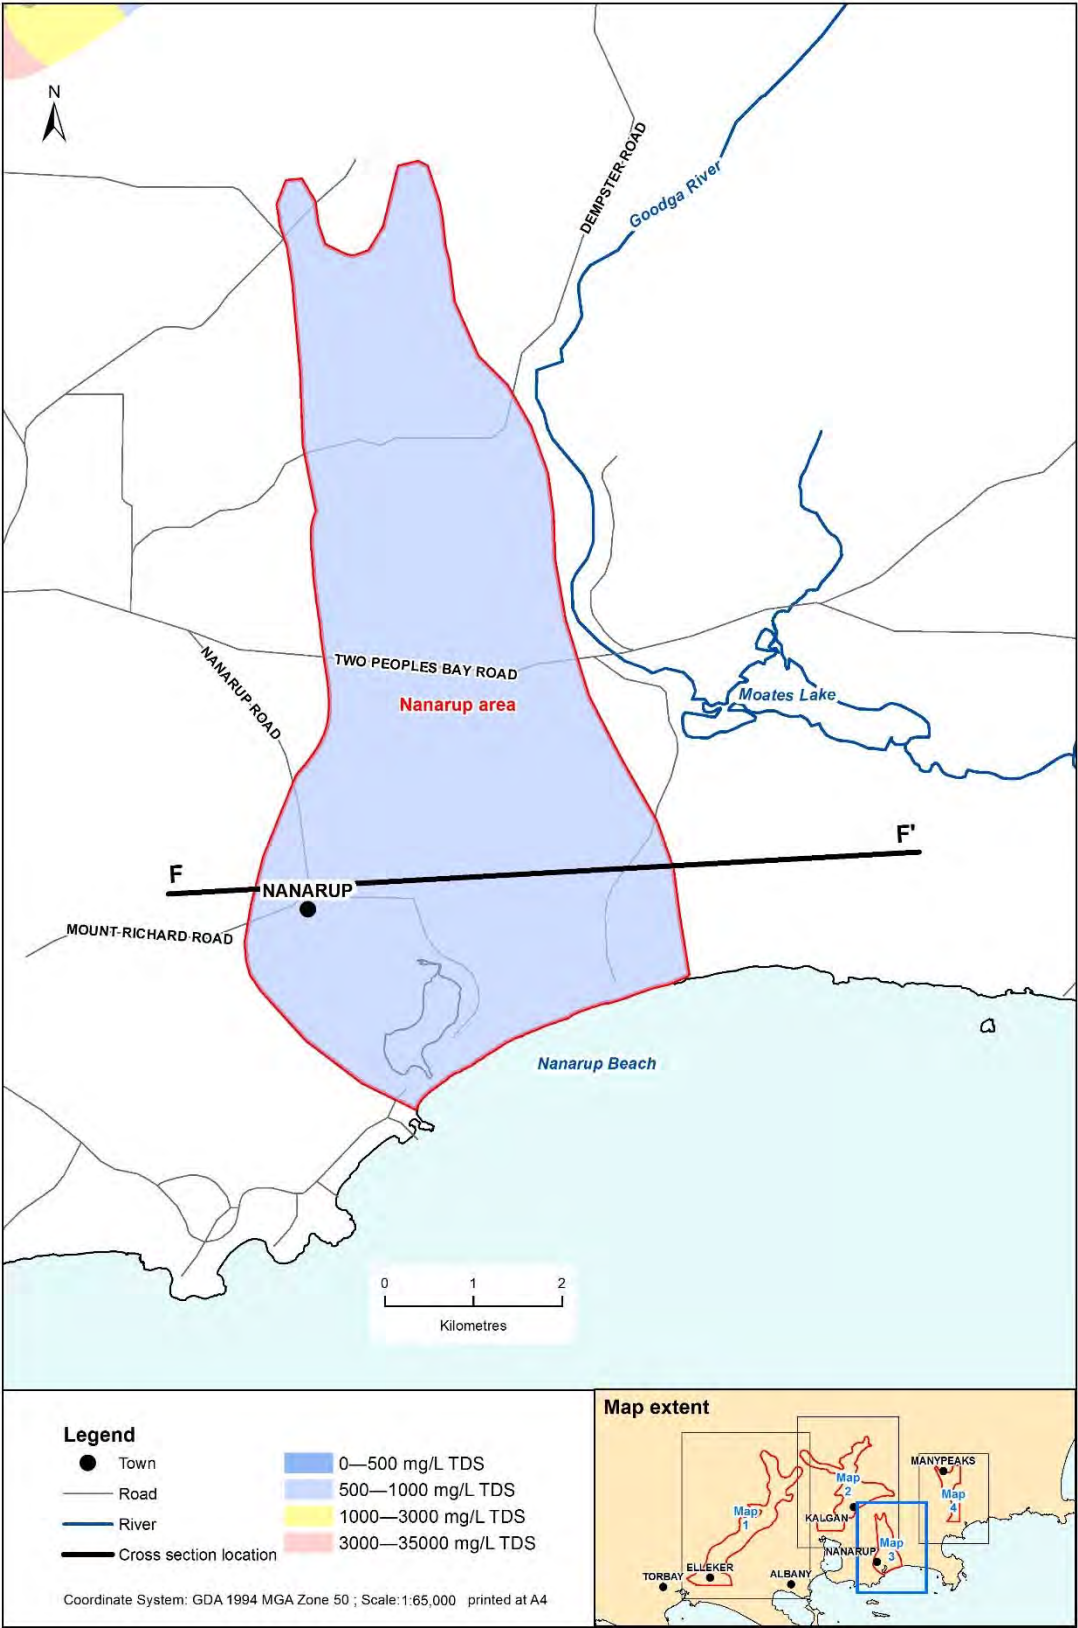 N
DEMPSTER ROAD
Goodga River
NANARUP ROAD
TWO PEOPLES BAY ROAD
Nanarup area
Moates Lake
F
F'
NANARUP
MOUNT RICHARD ROAD
Nanarup Beach
0 1 2
Kilometres
Legend
Town
Road
River
Cross section location
0—500 mg/L TDS
500—1000 mg/L TDS
1000—3000 mg/L TDS
3000—35000 mg/L TDS
Coordinate System: GDA 1994 MGA Zone 50 ; Scale:1:65,000 printed at A4
Map extent
MANYPEAKS
Map
1
Map
2
KALGAN
Map
4
Map
3
NANARUP
TORBAY
ELLEKER
ALBANY